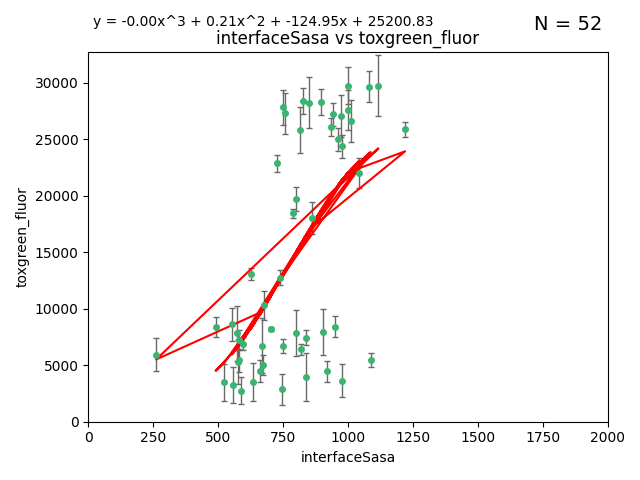 y = -0.00x^3 + 0.21x^2 + -124.95x + 25200.83
N = 52
interfaceSasa vs toxgreen_fluor
30000
25000
20000
15000
10000
5000
0
toxgreen_fluor
0 250 500 750 1000 1250 1500 1750 2000
interfaceSasa